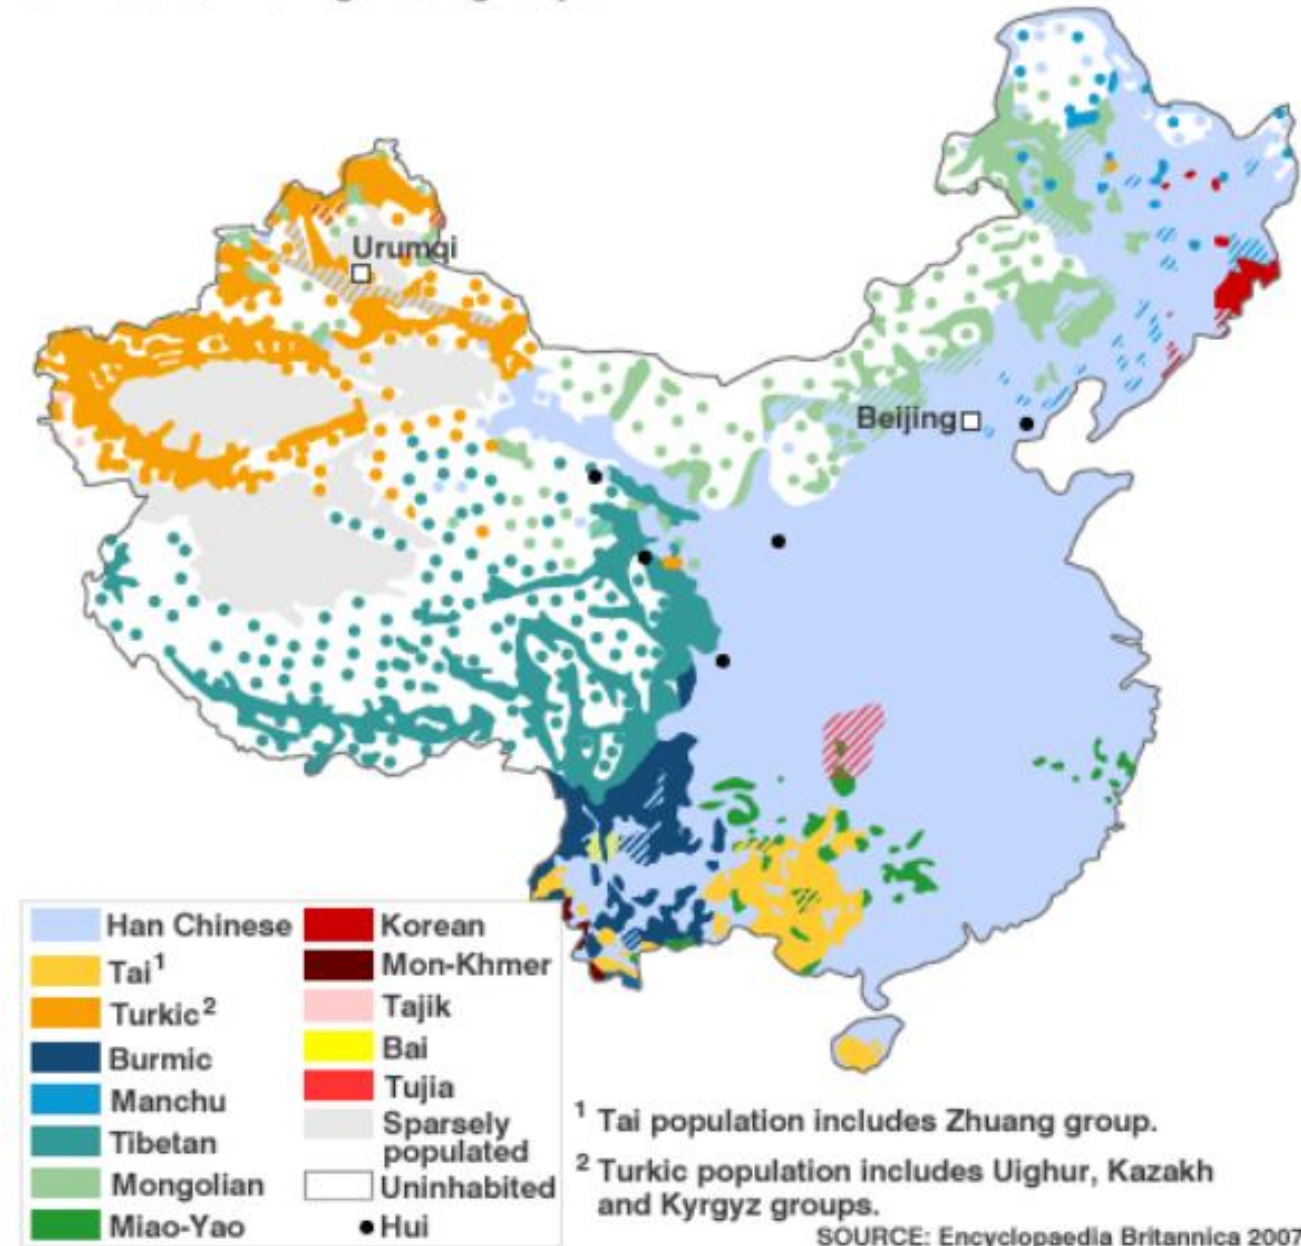 Urumqi
Beijing
Han Chinese
Tai¹
Turkic²
Burmic
Manchu
Tibetan
Mongolian
Miao-Yao
Korean
Mon-Khmer
Tajik
Bai
Tujia
Sparsely
populated
Uninhabited
Hui
¹ Tai population includes Zhuang group.
² Turkic population includes Uighur, Kazakh
and Kyrgyz groups.
SOURCE: Encyclopaedia Britannica 2007